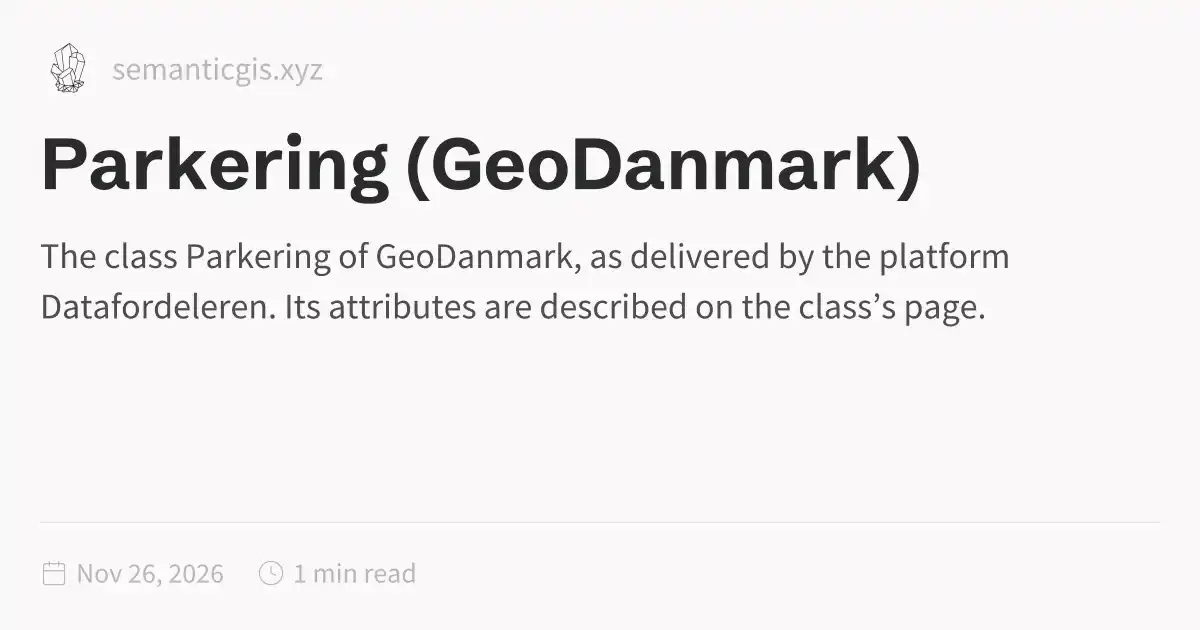 semanticgis.xyz
Parkering (GeoDanmark)
The class Parkering of GeoDanmark, as delivered by the platform
Datafordeleren. Its attributes are described on the class’s page.
Nov 26, 2026 1 min read